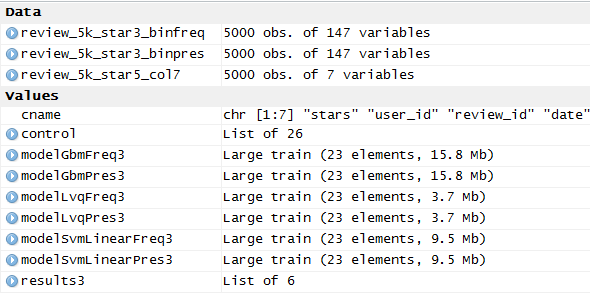 Data
review_5k_star3_binfreq 5000 obs. of 147 variables
review_5k_star3_binpres 5000 obs. of 147 variables
review_5k_star5_col7 5000 obs. of 7 variables
Values
cname chr [1:7] "stars" "user_id" "review_id" "date"
control List of 26
modelGbmFreq3 Large train (23 elements, 15.8 Mb)
modelGbmPres3 Large train (23 elements, 15.8 Mb)
modelLvqFreq3 Large train (23 elements, 3.7 Mb)
modelLvqPres3 Large train (23 elements, 3.7 Mb)
modelSvmLinearFreq3 Large train (23 elements, 9.5 Mb)
modelSvmLinearPres3 Large train (23 elements, 9.5 Mb)
results3 List of 6